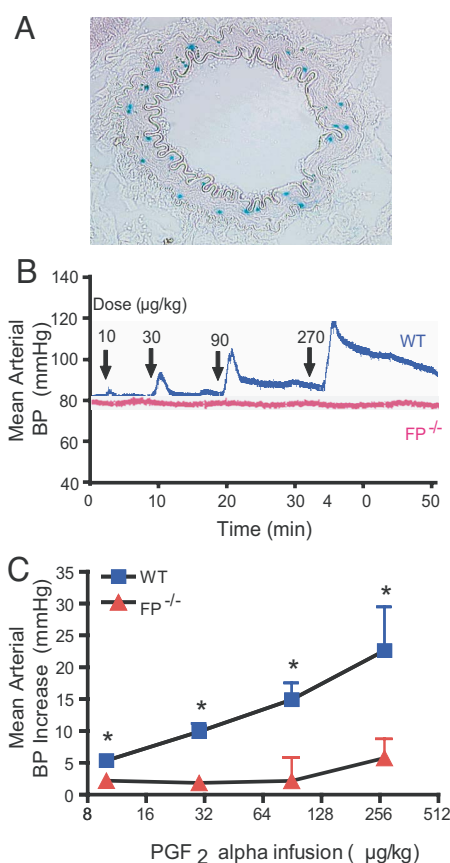 A
B
140
120
100
80
60
40
Mean Arterial
BP (mmHg)
Dose (µg/kg)
10 30 90 270
WT
FP -/-
0 10 20 30 4 0 50
Time (min)
C
35
30
25
20
15
10
5
0
Mean Arterial
BP Increase (mmHg)
WT
FP -/-
* * * *
8 16 32 64 128 256 512
PGF 2 alpha infusion ( µg/kg)